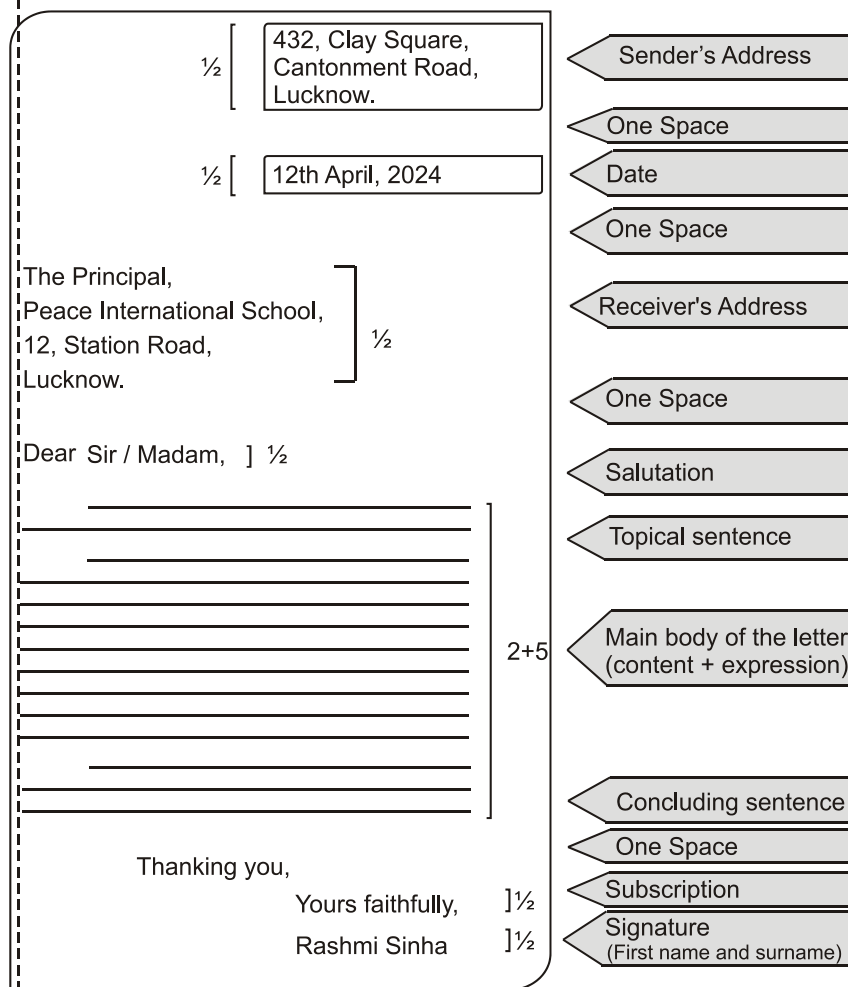 ½
432, Clay Square,
Cantonment Road,
Lucknow.
Sender’s Address
One Space
½
12th April, 2024
Date
One Space
The Principal,
Peace International School,
12, Station Road,
Lucknow.
½
Receiver's Address
One Space
Dear Sir / Madam, ] ½
Salutation
Topical sentence
2+5
Main body of the letter
(content + expression)
Concluding sentence
One Space
Thanking you,
Yours faithfully, ]½
Subscription
Rashmi Sinha ]½
Signature
(First name and surname)